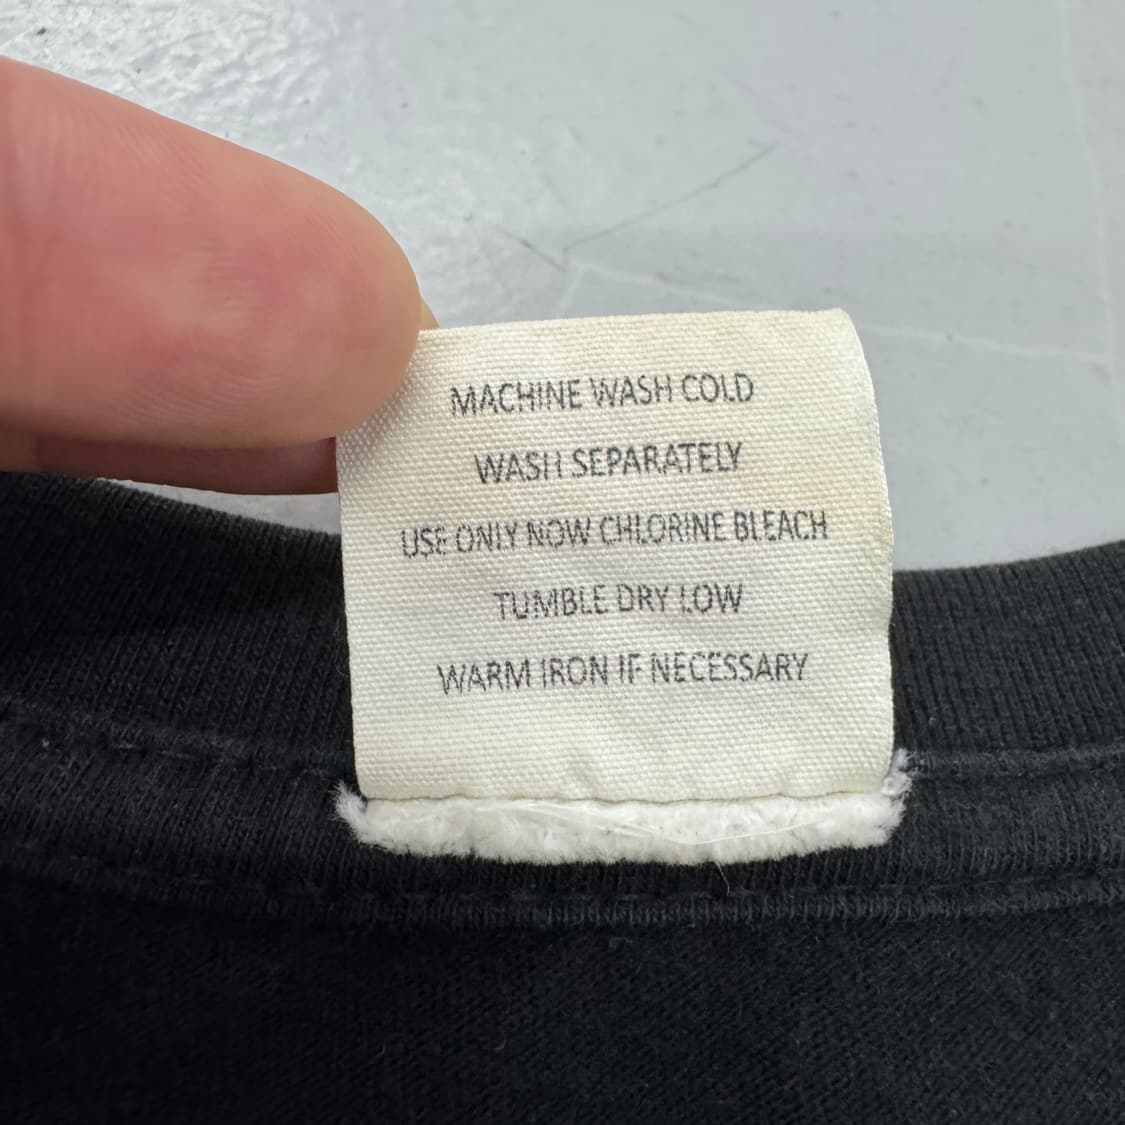 MACHINE WASH COLD
WASH SEPARATELY
USE ONLY NOW CHLORINE BLEACH
TUMBLE DRY LOW
WARM IRON IF NECESSARY